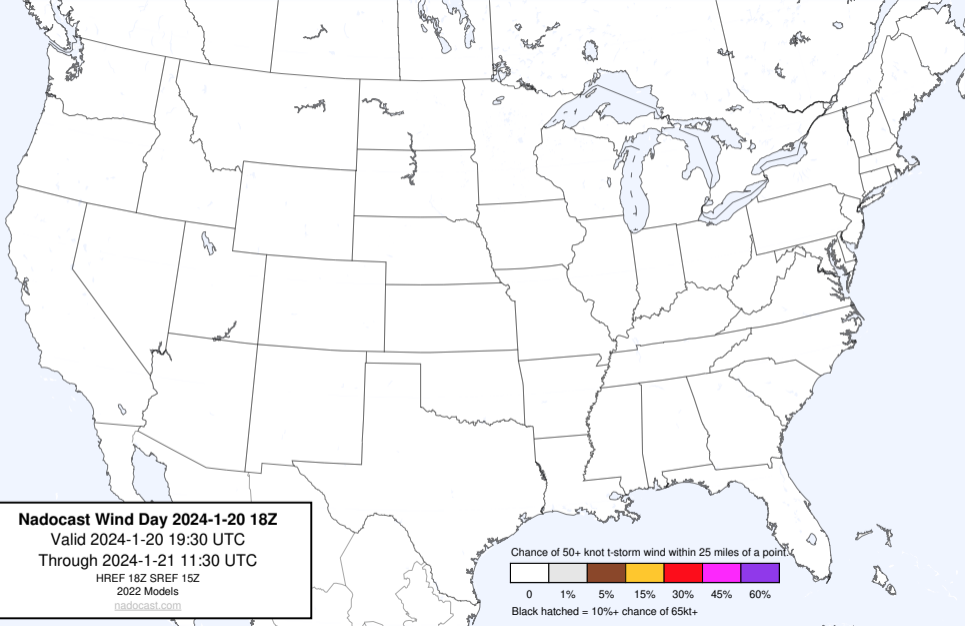 Nadocast Wind Day 2024-1-20 18Z
Valid 2024-1-20 19:30 UTC
Through 2024-1-21 11:30 UTC
HREF 18Z SREF 15Z
2022 Models
nadocast.com
Chance of 50+ knot t-storm wind within 25 miles of a point.
0 1% 5% 15% 30% 45% 60%
Black hatched = 10%+ chance of 65kt+